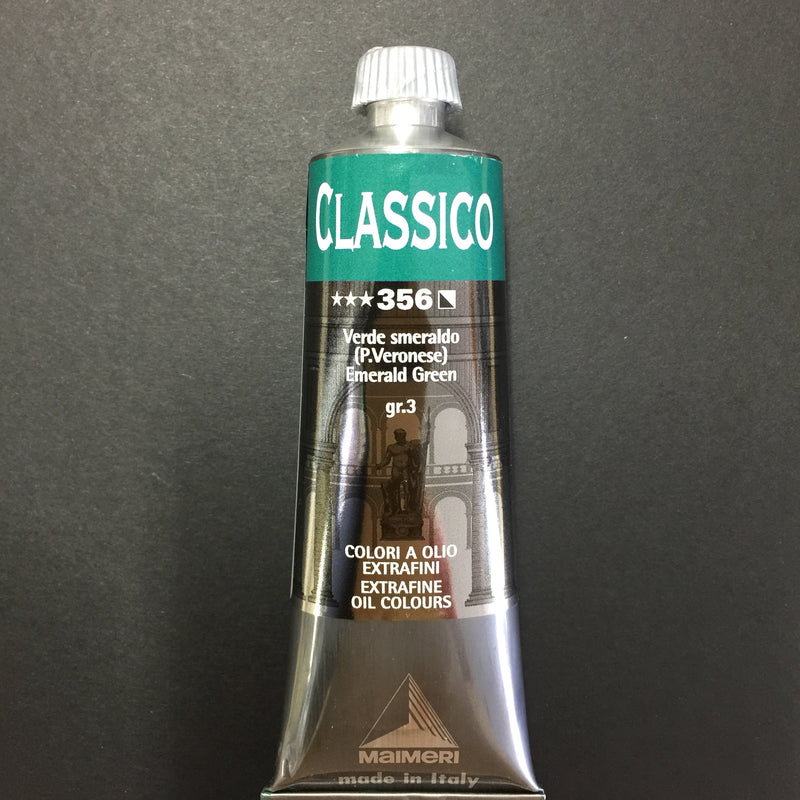 CLASSICO
★★★356
Verde smeraldo
(P.Veronese)
Emerald Green
gr.3
COLORI A OLIO
EXTRAFINI
EXTRAFINE
OIL COLOURS
MAIMERI
made in Italy